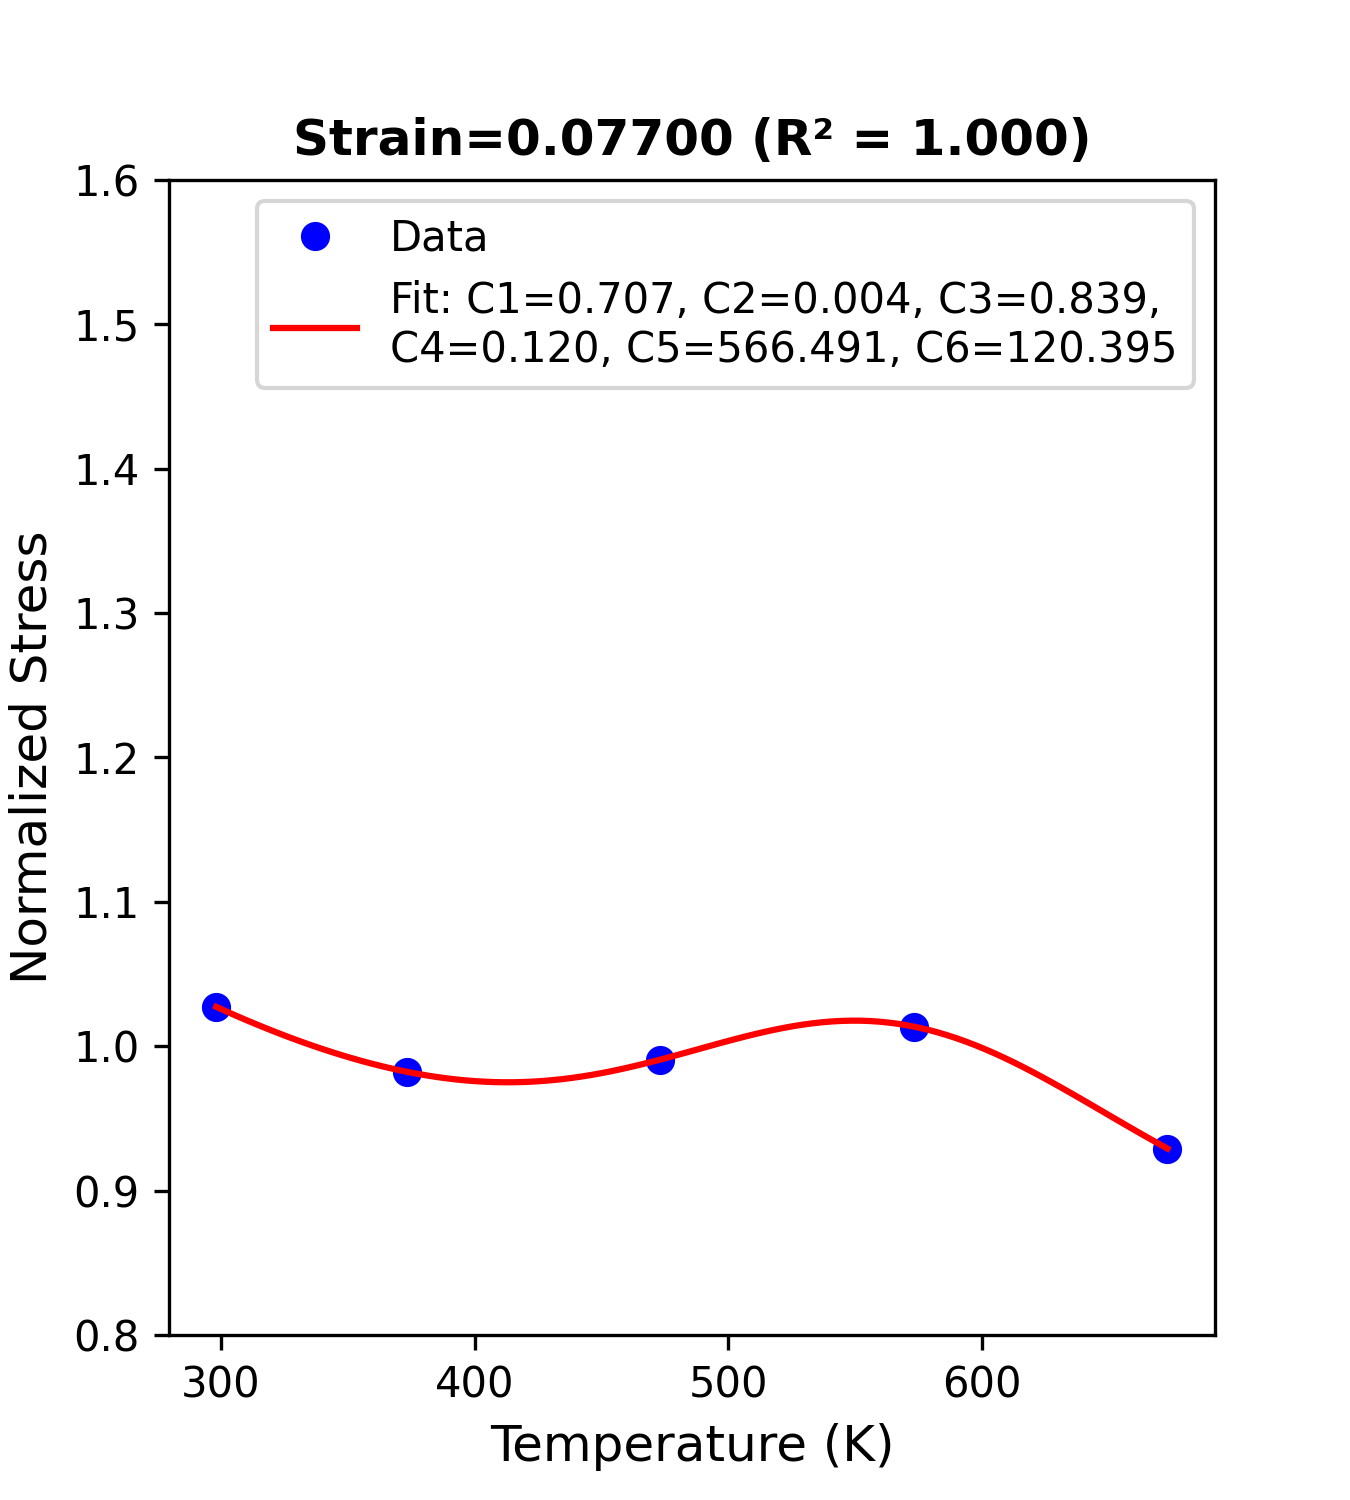 Strain=0.07700 (R² = 1.000)
1.6
1.5
1.4
1.3
1.2
1.1
1.0
0.9
0.8
Normalized Stress
Data
Fit: C1=0.707, C2=0.004, C3=0.839,
C4=0.120, C5=566.491, C6=120.395
300 400 500 600
Temperature (K)